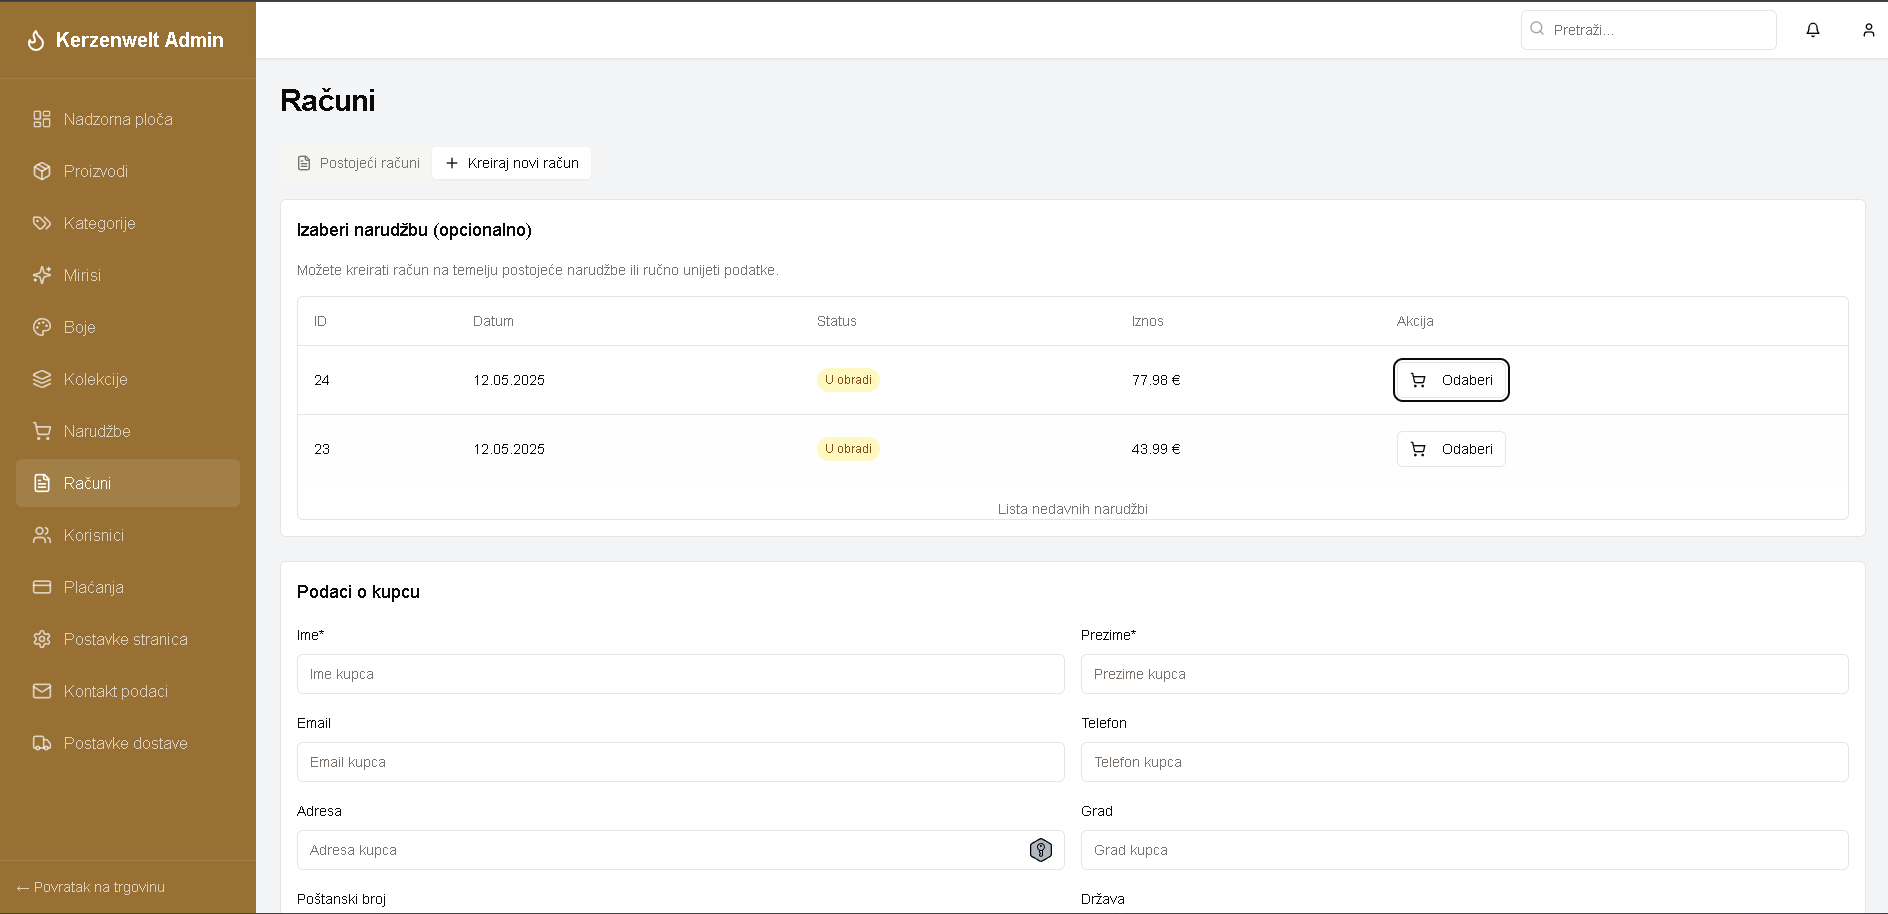 Kerzenwelt Admin
Pretraži...
Nadzorna ploča
Proizvodi
Kategorije
Mirisi
Boje
Kolekcije
Narudžbe
Računi
Korisnici
Plaćanja
Postavke stranica
Kontakt podaci
Postavke dostave
← Povratak na trgovinu
Računi
Postojeći računi
+ Kreiraj novi račun
Izaberi narudžbu (opcionalno)
Možete kreirati račun na temelju postojeće narudžbe ili ručno unijeti podatke.
ID Datum Status Iznos Akcija
24 12.05.2025 U obradi 77.98 € Odaberi
23 12.05.2025 U obradi 43.99 € Odaberi
Lista nedavnih narudžbi
Podaci o kupcu
Ime* Prezime*
Ime kupca Prezime kupca
Email Telefon
Email kupca Telefon kupca
Adresa Grad
Adresa kupca Grad kupca
Poštanski broj Država